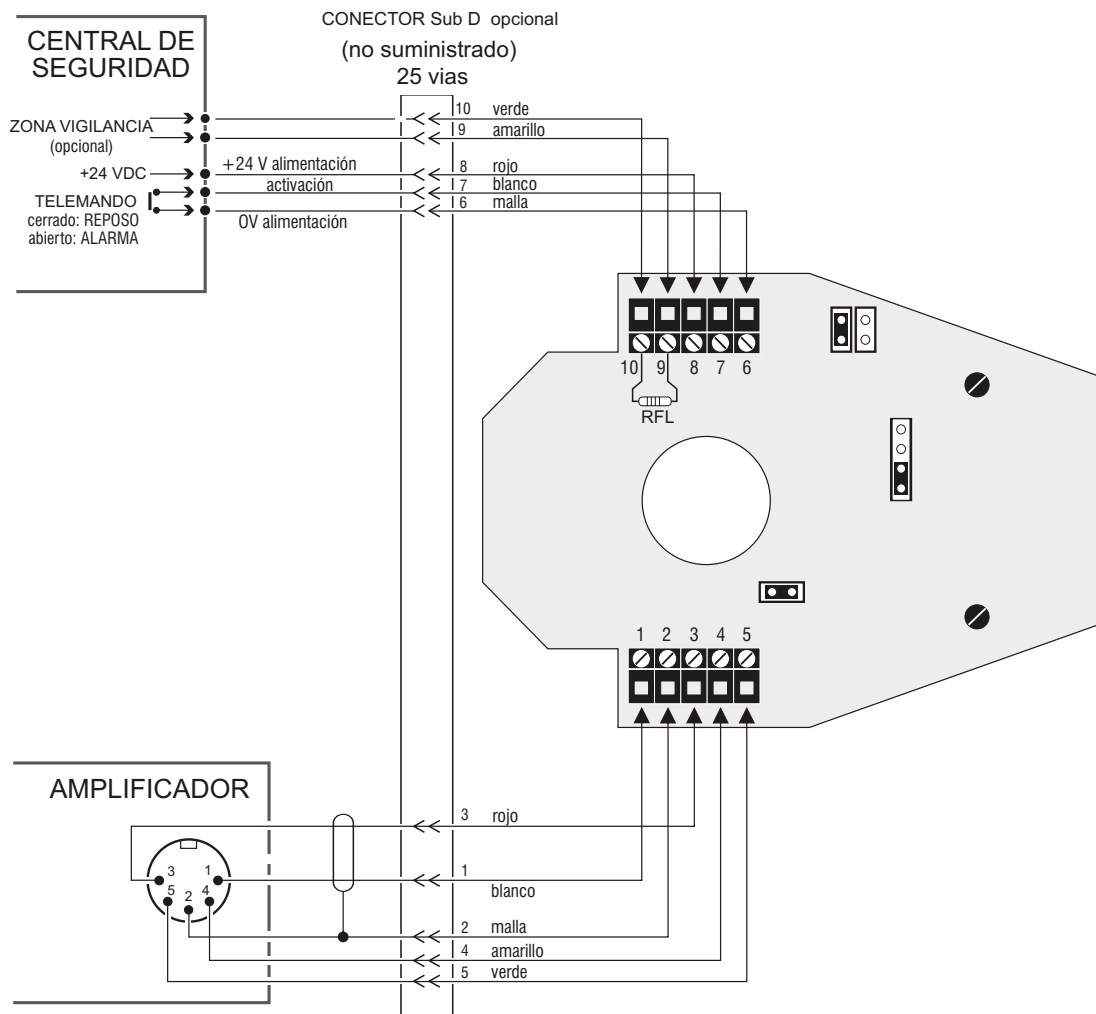 CONECTOR Sub D opcional
(no suministrado)
25 vias
CENTRAL DE
SEGURIDAD
ZONA VIGILANCIA
(opcional)
+24 VDC
TELEMANDO
cerrado: REPOSO
abierto: ALARMA
+24 V alimentación
activación
0V alimentación
10 verde
9 amarillo
8 rojo
7 blanco
6 malla
10 9 8 7 6
RFL
1 2 3 4 5
AMPLIFICADOR
3 1
5 2 4
3 rojo
1
blanco
2 malla
4 amarillo
5 verde